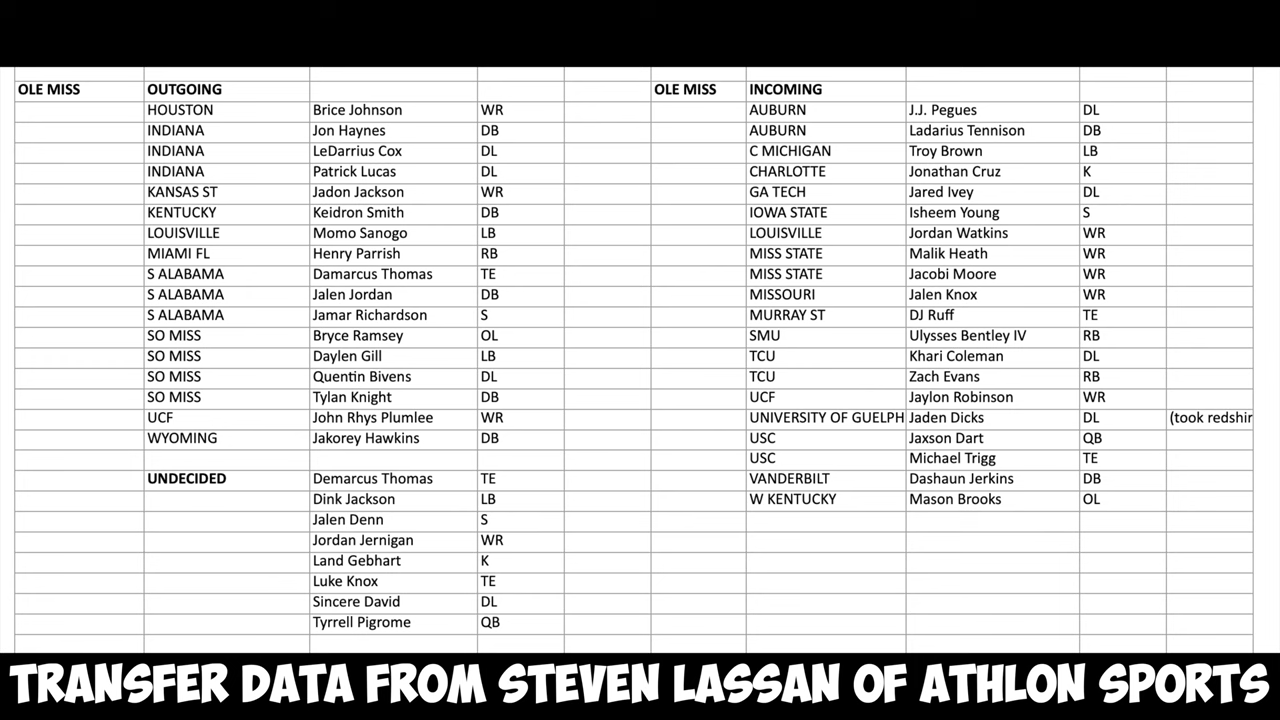 OLE MISS OUTGOING OLE MISS INCOMING
HOUSTON Brice Johnson WR AUBURN J.J. Pegues DL
INDIANA Jon Haynes DB AUBURN Ladarius Tennison DB
INDIANA LeDarrius Cox DL C MICHIGAN Troy Brown LB
INDIANA Patrick Lucas DL CHARLOTTE Jonathan Cruz K
KANSAS ST Jadon Jackson WR GA TECH Jared Ivey DL
KENTUCKY Keidron Smith DB IOWA STATE Isheem Young S
LOUISVILLE Momo Sanogo LB LOUISVILLE Jordan Watkins WR
MIAMI FL Henry Parrish RB MISS STATE Malik Heath WR
S ALABAMA Damarcus Thomas TE MISS STATE Jacobi Moore WR
S ALABAMA Jalen Jordan DB MISSOURI Jalen Knox WR
S ALABAMA Jamar Richardson S MURRAY ST DJ Ruff TE
SO MISS Bryce Ramsey OL SMU Ulysses Bentley IV RB
SO MISS Daylen Gill LB TCU Khari Coleman DL
SO MISS Quentin Bivens DL TCU Zach Evans RB
SO MISS Tylan Knight DB UCF Jaylon Robinson WR
UCF John Rhys Plumlee WR UNIVERSITY OF GUELPH Jaden Dicks DL (took redshir
WYOMING Jakorey Hawkins DB USC Jaxson Dart QB
USC Michael Trigg TE
UNDECIDED Demarcus Thomas TE VANDERBILT Dashaun Jerkins DB
Dink Jackson LB W KENTUCKY Mason Brooks OL
Jalen Denn S
Jordan Jernigan WR
Land Gebhart K
Luke Knox TE
Sincere David DL
Tyrrell Pigrome QB
TRANSFER DATA FROM STEVEN LASSAN OF ATHLON SPORTS